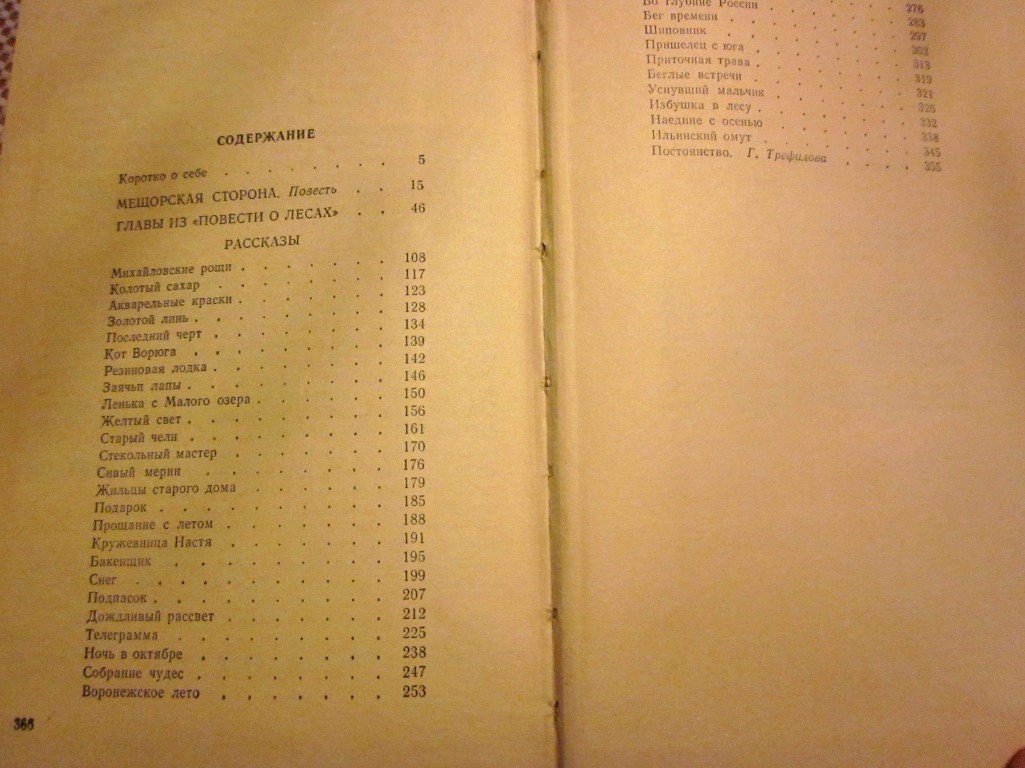 СОДЕРЖАНИЕ
Коротко о себе . . . . . . . 5
МЕЩОРСКАЯ СТОРОНА. Повесть . . 15
ГЛАВЫ ИЗ «ПОВЕСТИ О ЛЕСАХ» . . 46
РАССКАЗЫ
Михайловские рощи . . . . . . 108
Колотый сахар . . . . . . . 117
Акварельные краски . . . . . . 123
Золотой линь . . . . . . . . 128
Последний черт . . . . . . . 134
Кот Ворюга . . . . . . . . 139
Резиновая лодка . . . . . . . 142
Заячьи лапы . . . . . . . . 146
Ленька с Малого озера . . . . . 150
Желтый свет . . . . . . . . 156
Старый челн . . . . . . . . 161
Стекольный мастер . . . . . . 170
Сивый мерин . . . . . . . 176
Жильцы старого дома . . . . . 179
Подарок . . . . . . . . . 185
Прощание с летом . . . . . . 188
Кружевница Настя . . . . . . 191
Бакенщик . . . . . . . . 195
Снег . . . . . . . . . . 199
Подпасок . . . . . . . . . 207
Дождливый рассвет . . . . . . 212
Телеграмма . . . . . . . . 225
Ночь в октябре . . . . . . . 238
Собрание чудес . . . . . . . 247
Воронежское лето . . . . . . 253
366
276
Во глубине России . . . . . 283
Бег времени . . . . . . . 297
Шиповник . . . . . . . 302
Пришелец с юга . . . . . . 313
Приточная трава . . . . . . 319
Беглые встречи . . . . . . 321
Уснувший мальчик . . . . . . 326
Избушка в лесу . . . . . . 332
Наедине с осенью . . . . . 338
Ильинский омут . . . . . . 345
Постоянство. Г. Трефилова . . . . 355